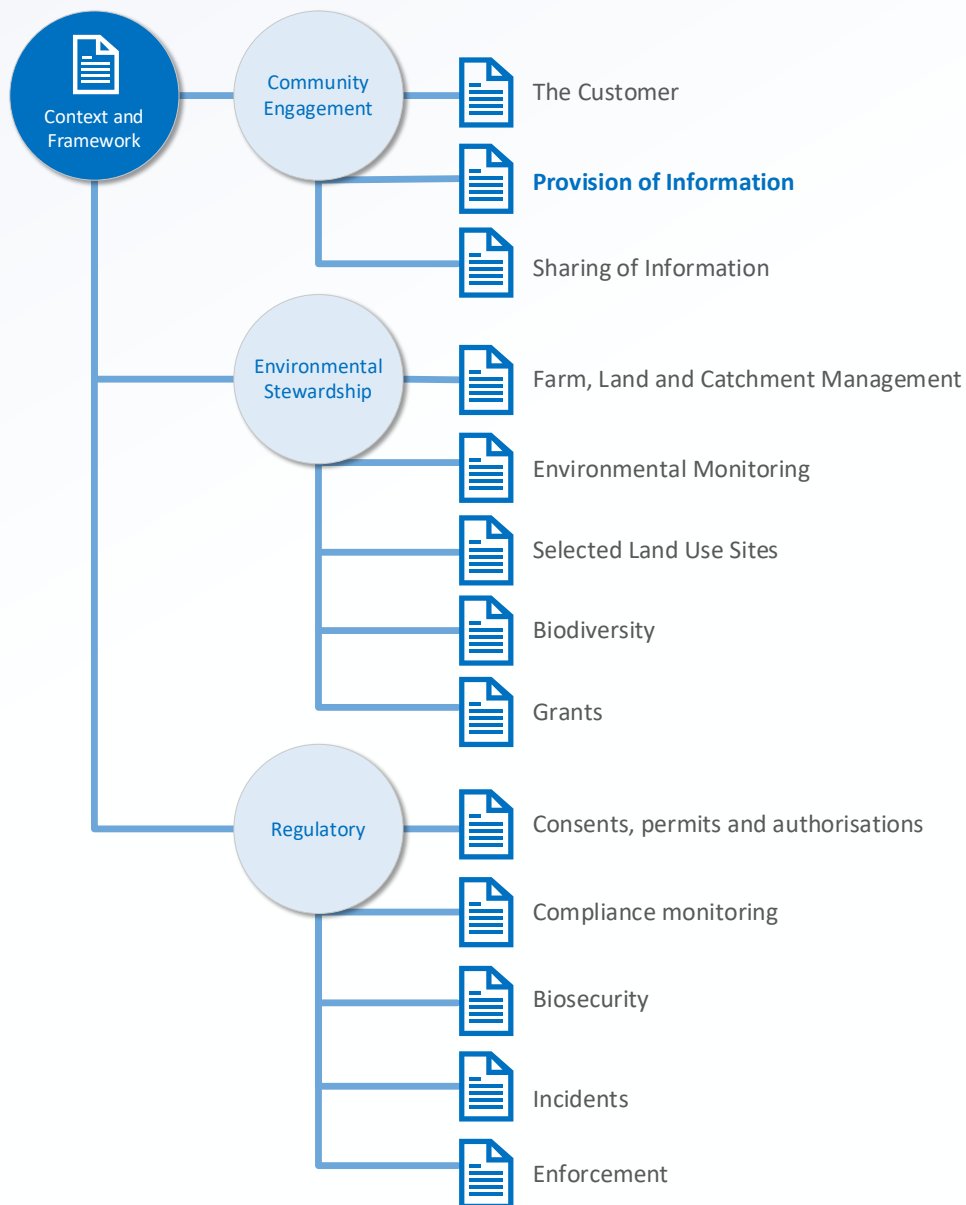 Context and
Framework
Community
Engagement
The Customer
Provision of Information
Sharing of Information
Environmental
Stewardship
Farm, Land and Catchment Management
Environmental Monitoring
Selected Land Use Sites
Biodiversity
Grants
Regulatory
Consents, permits and authorisations
Compliance monitoring
Biosecurity
Incidents
Enforcement